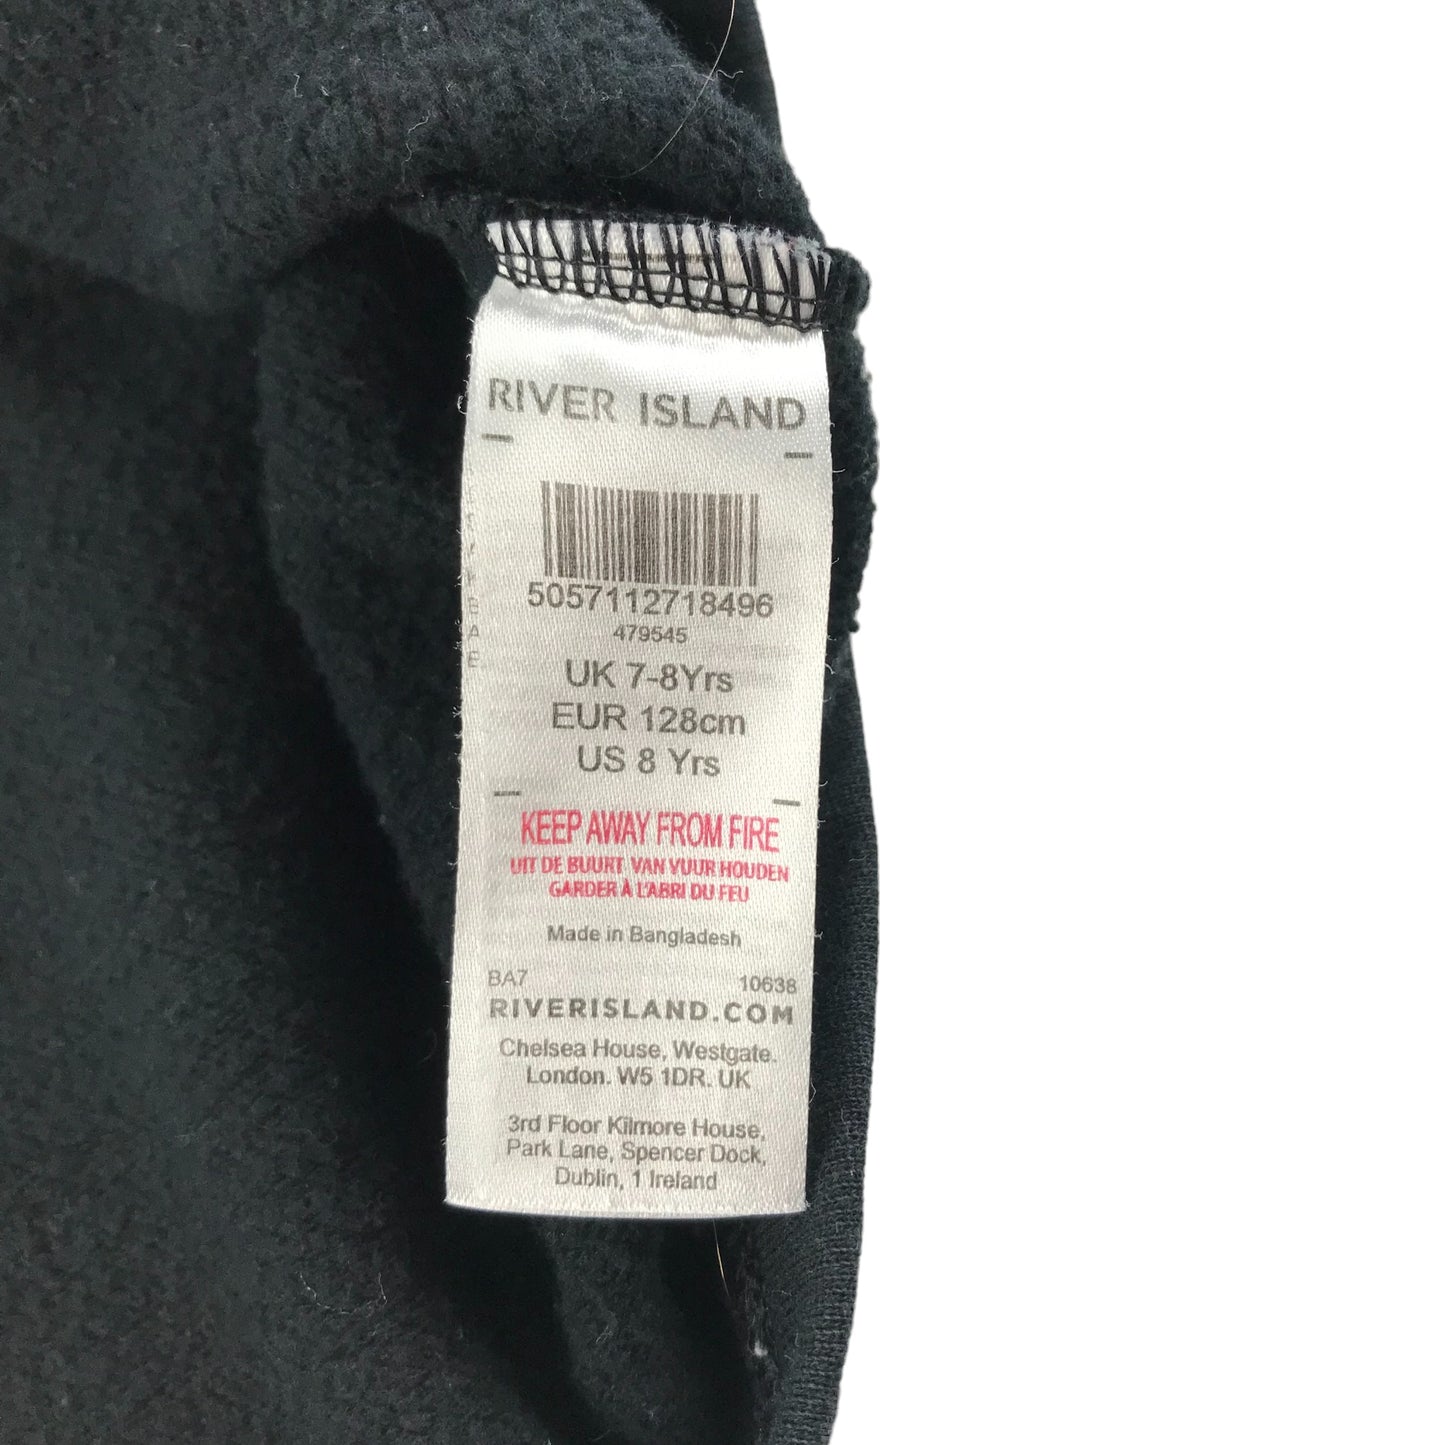 RIVER ISLAND
5057112718496
479545
UK 7-8Yrs
EUR 128cm
US 8 Yrs
KEEP AWAY FROM FIRE
UIT DE BUURT VAN VUUR HOUDEN
GARDER À L'ABRI DU FEU
Made in Bangladesh
BA7 10638
RIVERISLAND.COM
Chelsea House, Westgate.
London. W5 1DR. UK
3rd Floor Kilmore House,
Park Lane, Spencer Dock,
Dublin, 1 Ireland